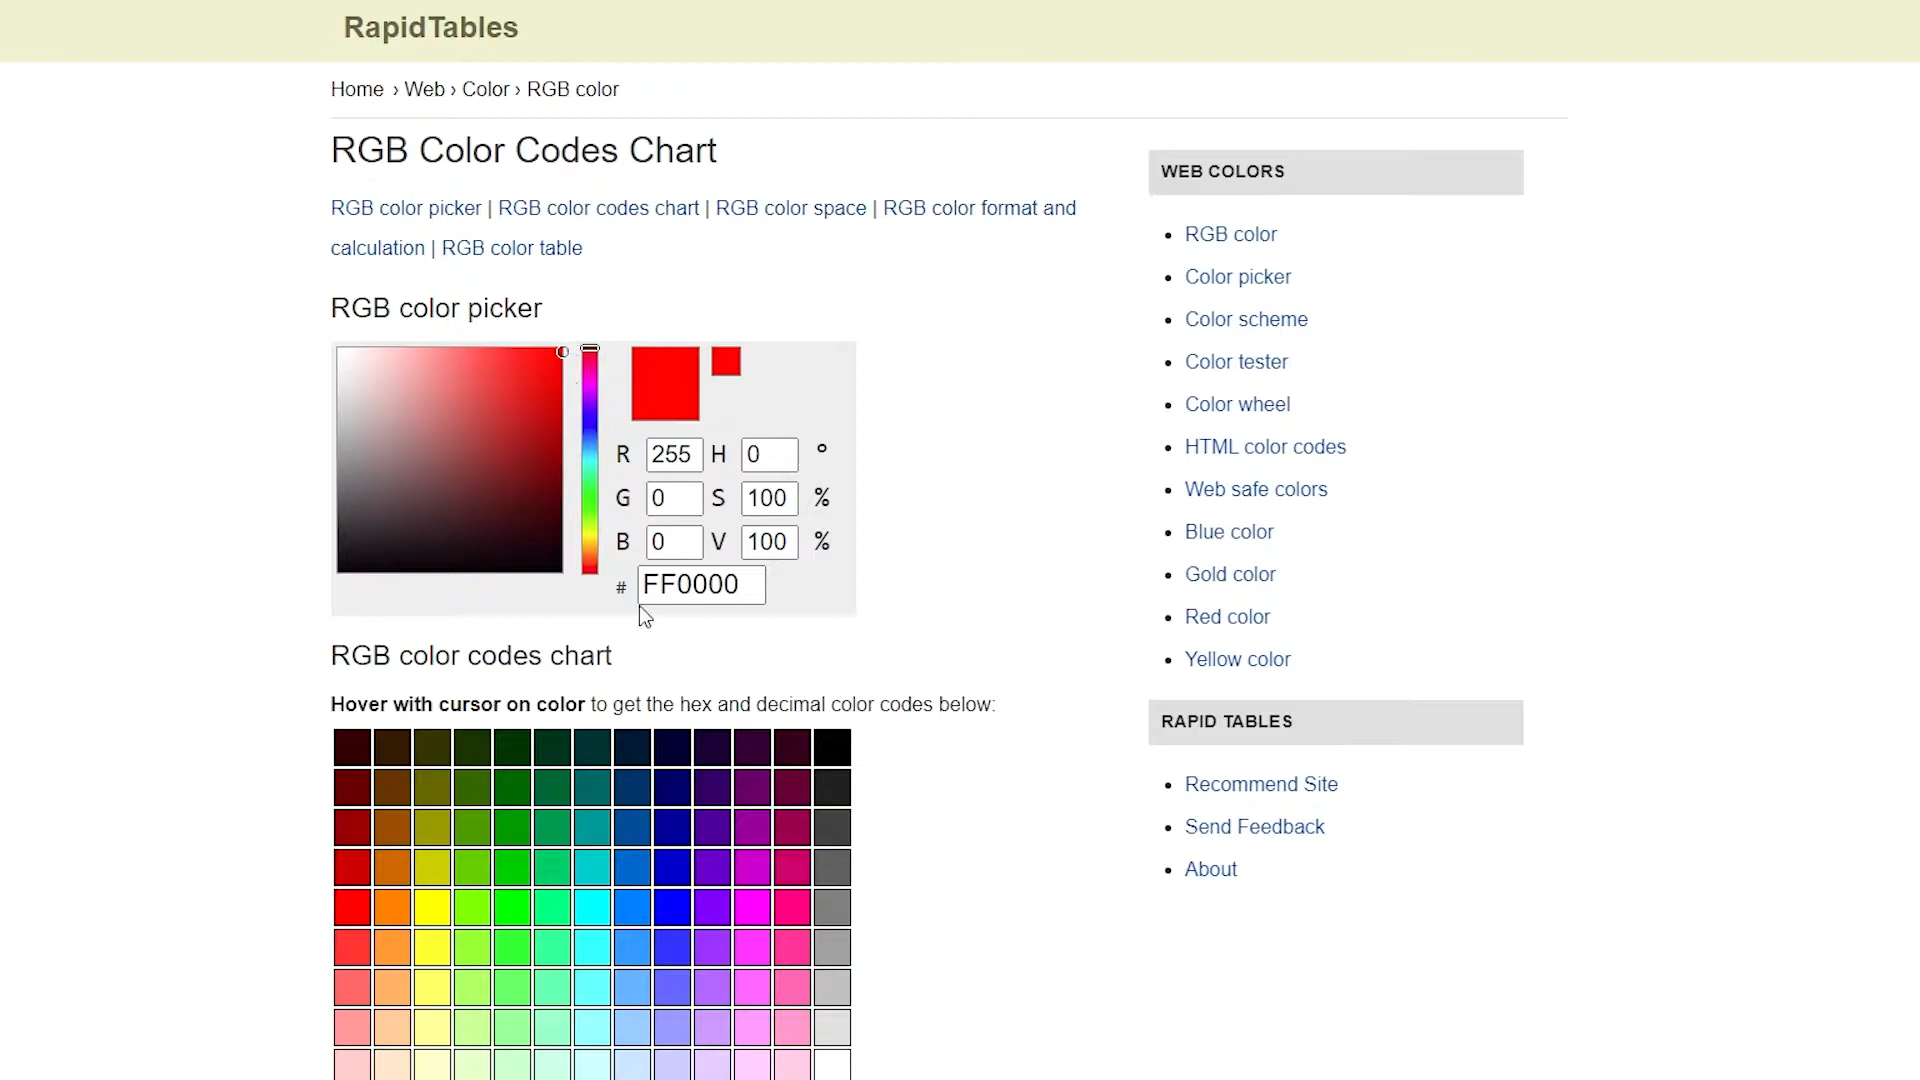 RapidTables
Home › Web › Color › RGB color
RGB Color Codes Chart
RGB color picker | RGB color codes chart | RGB color space | RGB color format and
calculation | RGB color table
RGB color picker
R 255 H 0 °
G 0 S 100 %
B 0 V 100 %
# FF0000
RGB color codes chart
Hover with cursor on color to get the hex and decimal color codes below:
WEB COLORS
RGB color
Color picker
Color scheme
Color tester
Color wheel
HTML color codes
Web safe colors
Blue color
Gold color
Red color
Yellow color
RAPID TABLES
Recommend Site
Send Feedback
About